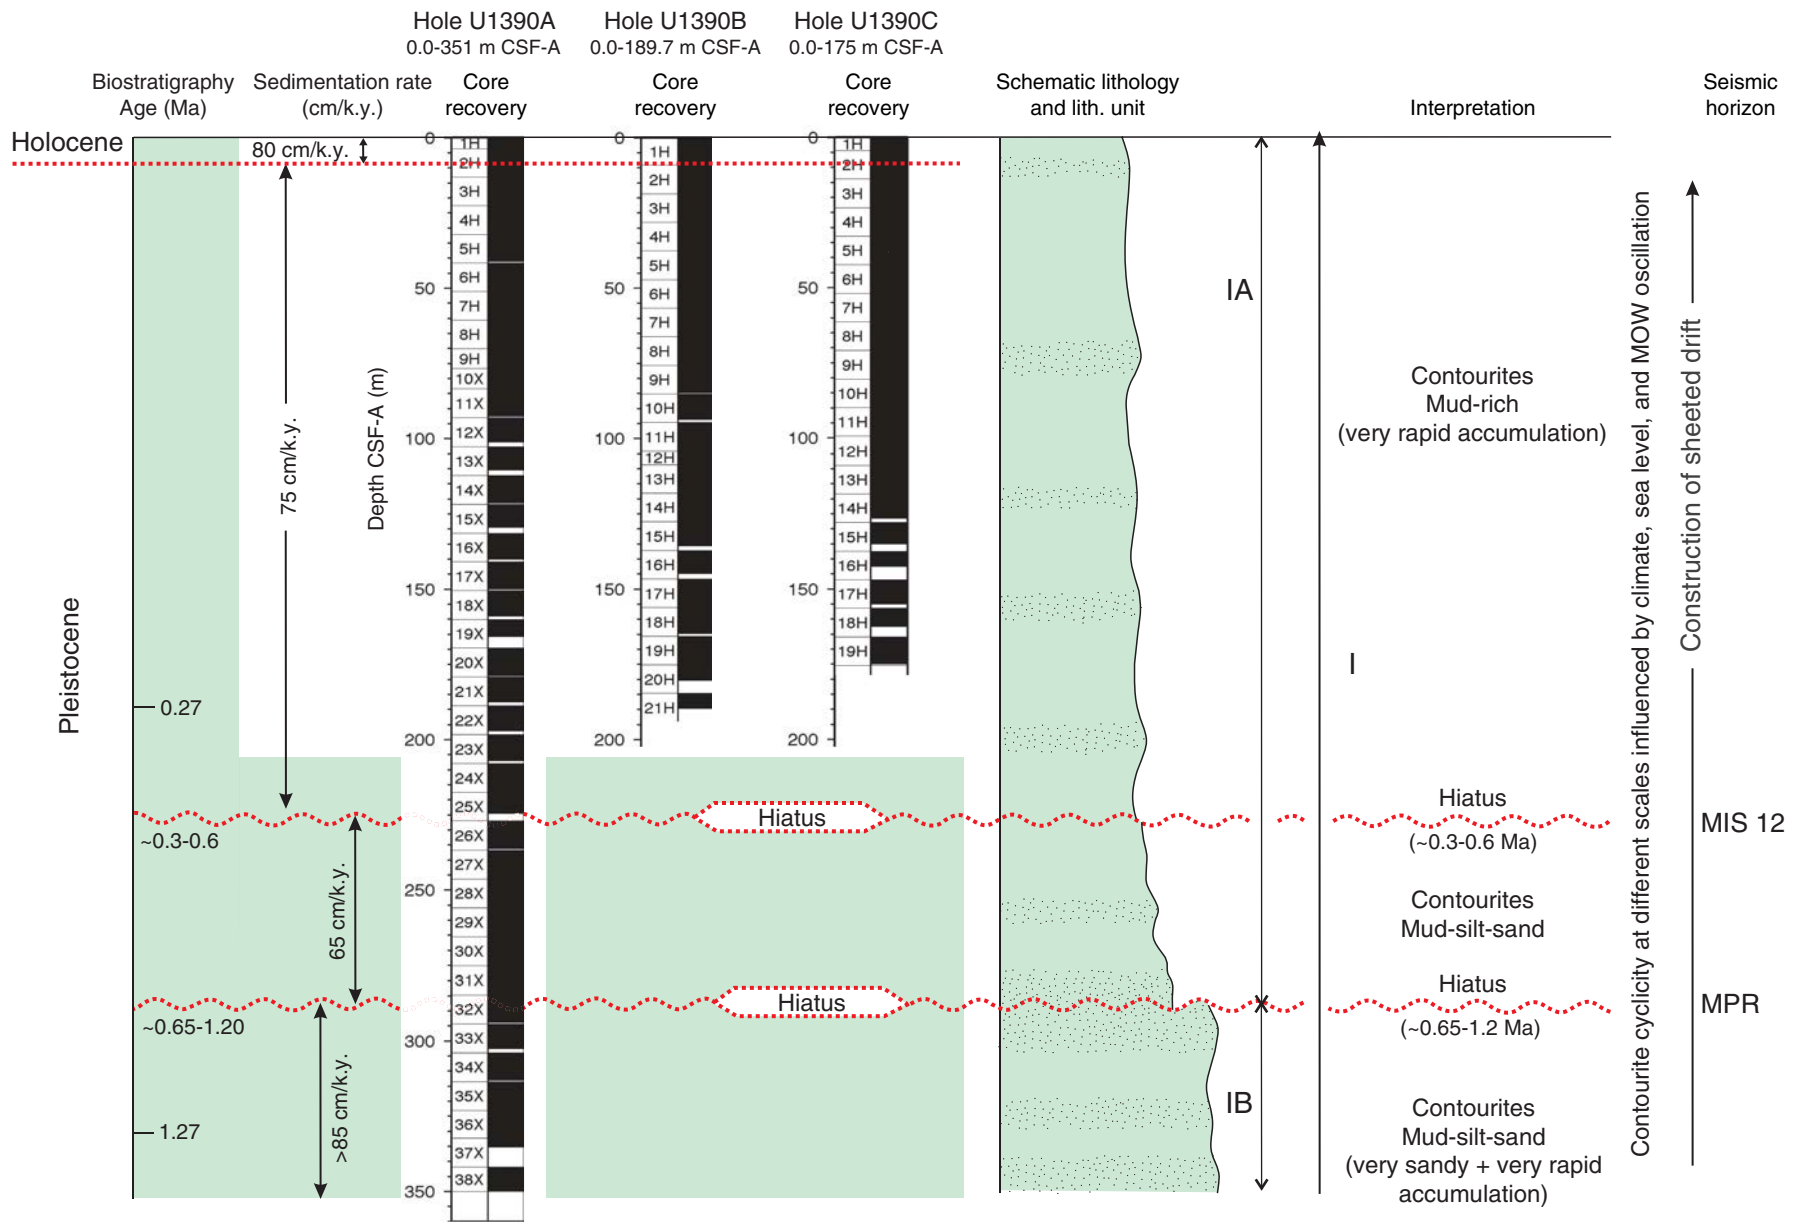 Hole U1390A
0.0-351 m CSF-A
Hole U1390B
0.0-189.7 m CSF-A
Hole U1390C
0.0-175 m CSF-A
Biostratigraphy
Age (Ma)
Sedimentation rate
(cm/k.y.)
Core
recovery
Core
recovery
Core
recovery
Schematic lithology
and lith. unit
Interpretation
Seismic
horizon
Holocene
Pleistocene
0.27
~0.3-0.6
~0.65-1.20
1.27
80 cm/k.y.
75 cm/k.y.
65 cm/k.y.
>85 cm/k.y.
Depth CSF-A (m)
0
50
100
150
200
250
300
350
1H
2H
3H
4H
5H
6H
7H
8H
9H
10X
11X
12X
13X
14X
15X
16X
17X
18X
19X
20X
21X
22X
23X
24X
25X
26X
27X
28X
29X
30X
31X
32X
33X
34X
35X
36X
37X
38X
0
50
100
150
200
1H
2H
3H
4H
5H
6H
7H
8H
9H
10H
11H
12H
13H
14H
15H
16H
17H
18H
19H
20H
21H
0
50
100
150
200
1H
2H
3H
4H
5H
6H
7H
8H
9H
10H
11H
12H
13H
14H
15H
16H
17H
18H
19H
Hiatus
Hiatus
IA
IB
I
Contourites
Mud-rich
(very rapid accumulation)
Hiatus
(~0.3-0.6 Ma)
Contourites
Mud-silt-sand
Hiatus
(~0.65-1.2 Ma)
Contourites
Mud-silt-sand
(very sandy + very rapid
accumulation)
Contourite cyclicity at different scales influenced by climate, sea level, and MOW oscillation
Construction of sheeted drift
MIS 12
MPR